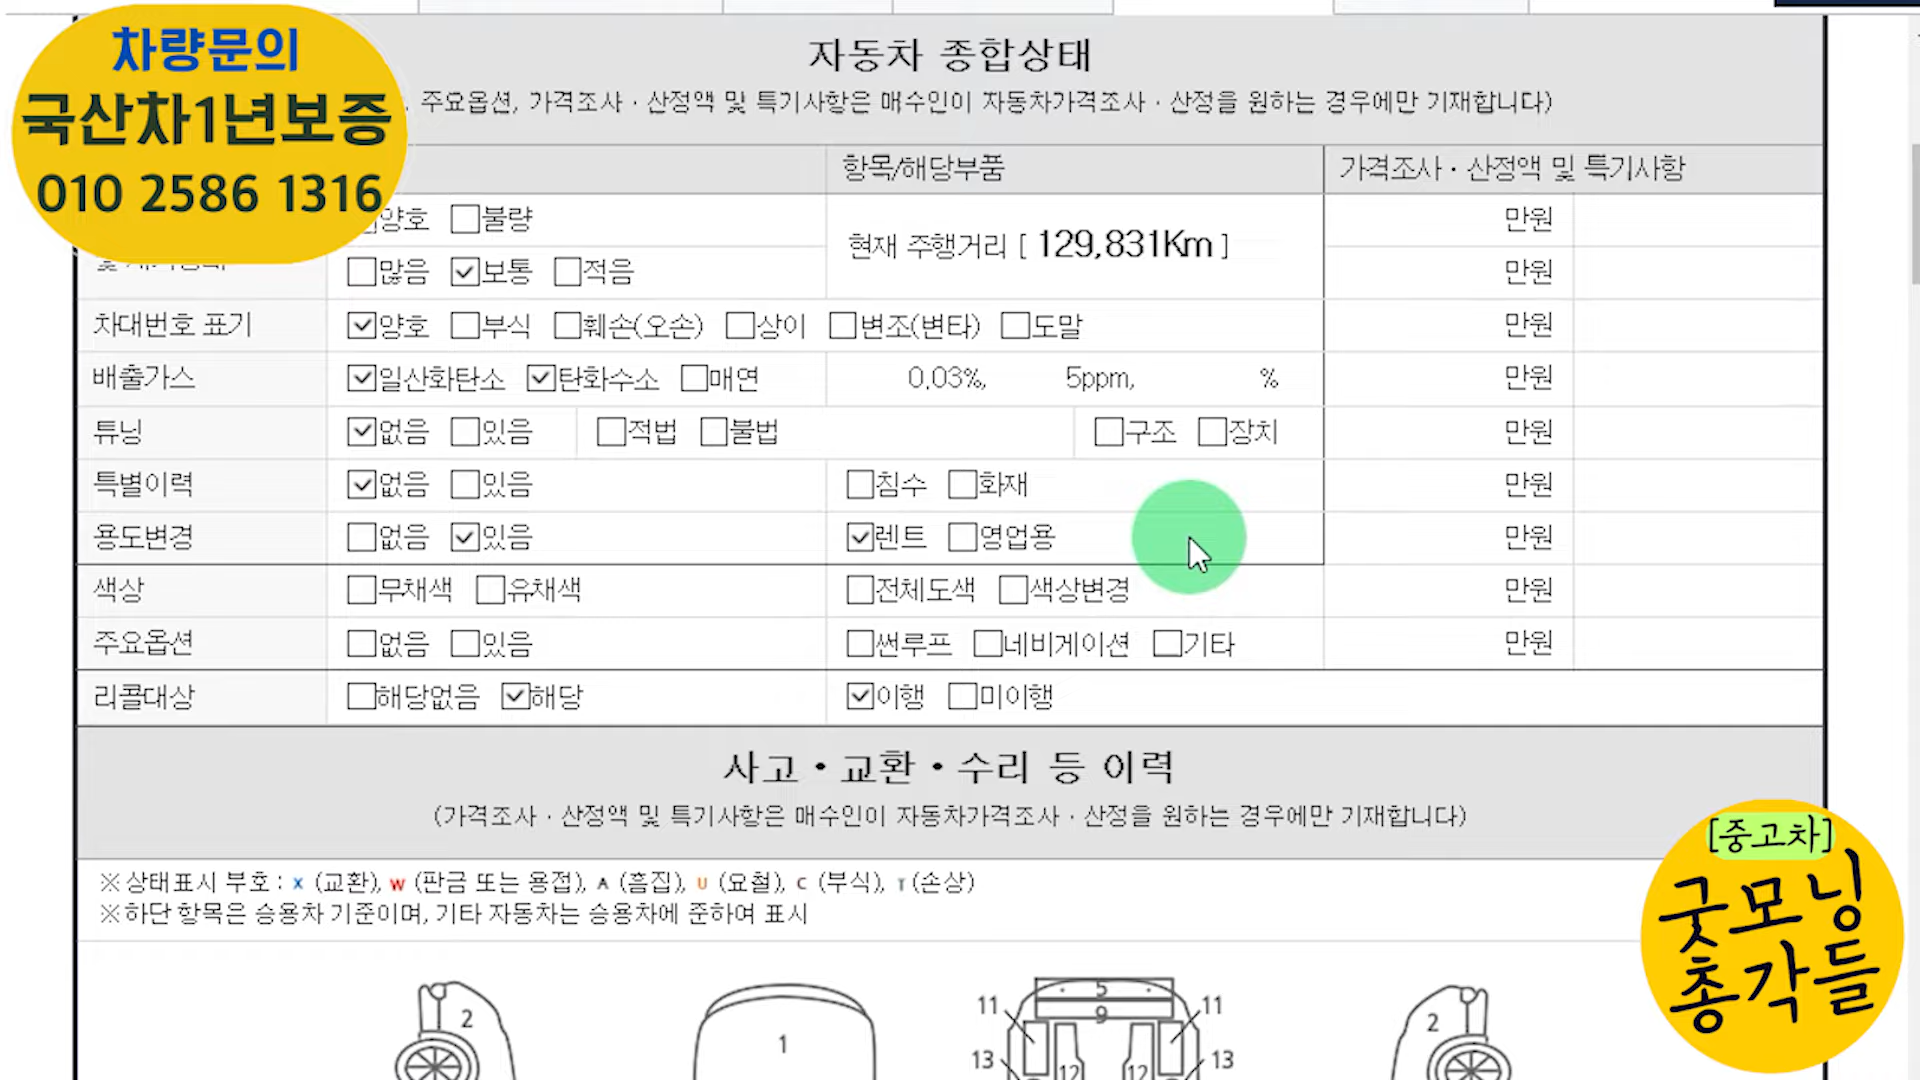 차량문의
국산차1년보증
010 2586 1316
자동차 종합상태
주요옵션, 가격조사 · 산정액 및 특기사항은 매수인이 자동차가격조사 · 산정을 원하는 경우에만 기재합니다)
항목/해당부품 가격조사 · 산정액 및 특기사항
양호 불량 만원
현재 주행거리 [ 129,831Km ]
많음 보통 적음 만원
차대번호 표기 양호 부식 훼손(오손) 상이 변조(변타) 도말 만원
배출가스 일산화탄소 탄화수소 매연 0.03%, 5ppm, % 만원
튜닝 없음 있음 적법 불법 구조 장치 만원
특별이력 없음 있음 침수 화재 만원
용도변경 없음 있음 렌트 영업용 만원
색상 무채색 유채색 전체도색 색상변경 만원
주요옵션 없음 있음 썬루프 네비게이션 기타 만원
리콜대상 해당없음 해당 이행 미이행
사고 • 교환 • 수리 등 이력
(가격조사 · 산정액 및 특기사항은 매수인이 자동차가격조사 · 산정을 원하는 경우에만 기재합니다)
※ 상태표시 부호 : X (교환), W (판금 또는 용접), A (흠집), U (요철), C (부식), T (손상)
※ 하단 항목은 승용차 기준이며, 기타 자동차는 승용차에 준하여 표시
[중고차]
굿모닝
총각들
2 1 11 5 9 11 2
13 12 12 13